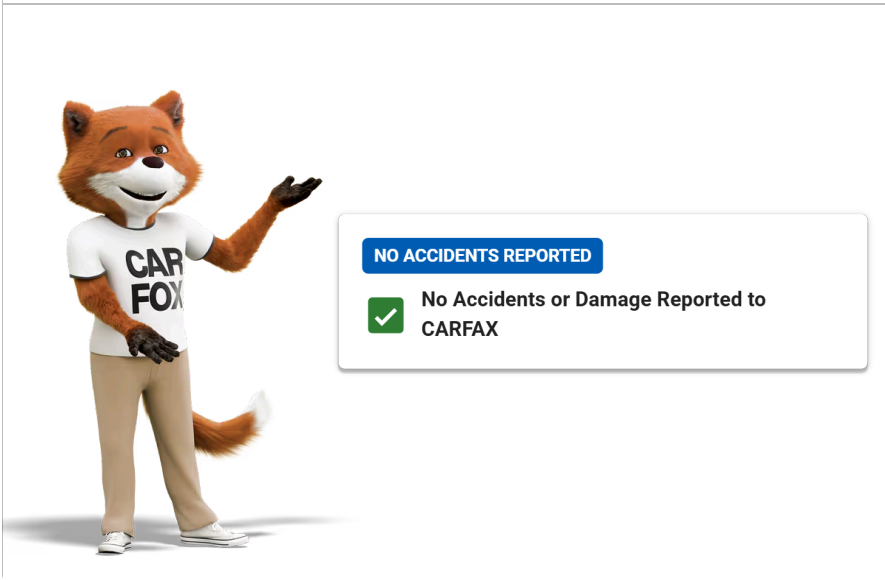 CAR
FOX
NO ACCIDENTS REPORTED
No Accidents or Damage Reported to
CARFAX